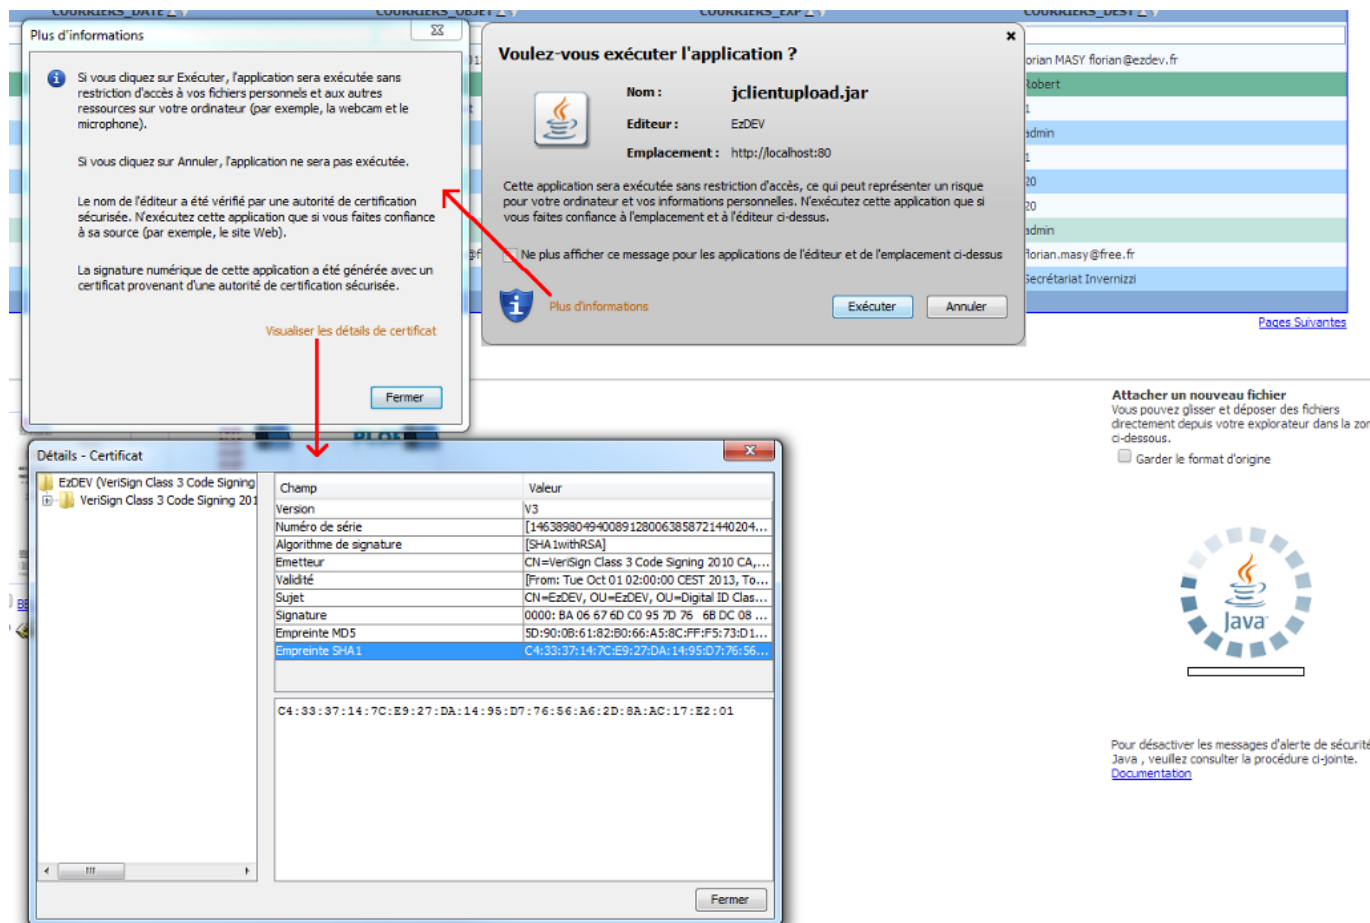 COURRIERS_DATE
COURRIERS_OBJET
COURRIERS_EXP
COURRIERS_DEST
Plus d'informations
Si vous cliquez sur Exécuter, l'application sera exécutée sans
restriction d'accès à vos fichiers personnels et aux autres
ressources sur votre ordinateur (par exemple, la webcam et le
microphone).
Si vous cliquez sur Annuler, l'application ne sera pas exécutée.
Le nom de l'éditeur a été vérifié par une autorité de certification
sécurisée. N'exécutez cette application que si vous faites confiance
à sa source (par exemple, le site Web).
La signature numérique de cette application a été générée avec un
certificat provenant d'une autorité de certification sécurisée.
Visualiser les détails de certificat
Fermer
Voulez-vous exécuter l'application ?
Nom : jclientupload.jar
Editeur : EzDEV
Emplacement : http://localhost:80
Cette application sera exécutée sans restriction d'accès, ce qui peut représenter un risque
pour votre ordinateur et vos informations personnelles. N'exécutez cette application que si
vous faites confiance à l'emplacement et à l'éditeur ci-dessus.
Ne plus afficher ce message pour les applications de l'éditeur et de l'emplacement ci-dessus
Plus d'informations
Exécuter
Annuler
orian MASY florian@ezdev.fr
Robert
1
admin
1
20
20
admin
florian.masy@free.fr
Secrétariat Invernizzi
Pages Suivantes
Détails - Certificat
EzDEV (VeriSign Class 3 Code Signing
VeriSign Class 3 Code Signing 201
Champ Valeur
Version V3
Numéro de série [146389804940089128006385872144020​4...
Algorithme de signature [SHA1withRSA]
Emetteur CN=VeriSign Class 3 Code Signing 2010 CA,...
Validité [From: Tue Oct 01 02:00:00 CEST 2013, To...
Sujet CN=EzDEV, OU=EzDEV, OU=Digital ID Clas...
Signature 0000: BA 06 67 6D C0 95 7D 76 6B DC 08 ...
Empreinte MD5 5D:90:0B:61:82:B0:66:A5:8C:FF:F5:73:D1...
Empreinte SHA1 C4:33:37:14:7C:E9:27:DA:14:95:D7:76:56...
C4:33:37:14:7C:E9:27:DA:14:95:D7:76:56:A6:2D:8A:AC:17:E2:01
Fermer
Attacher un nouveau fichier
Vous pouvez glisser et déposer des fichiers
directement depuis votre explorateur dans la zon
ci-dessous.
Garder le format d'origine
Java
Pour désactiver les messages d'alerte de sécurité
Java , veuillez consulter la procédure ci-jointe.
Documentation